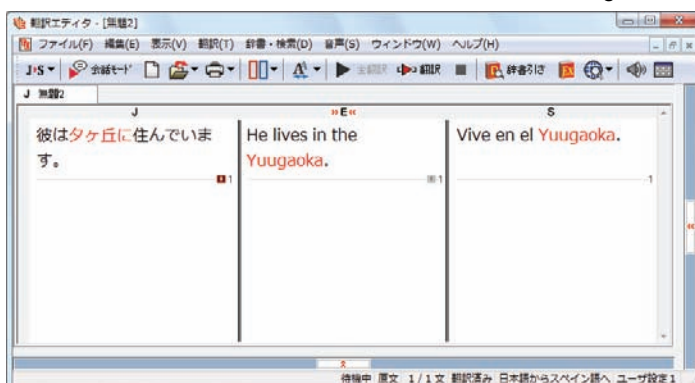 翻訳エディタ - [無題2]
ファイル(F) 編集(E) 表示(V) 翻訳(T) 辞書・検索(D) 音声(S) ウィンドウ(W) ヘルプ(H)
J▸S 会話モード 全翻訳 翻訳 辞書引き
J 無題2
J »E« S
彼は夕ヶ丘に住んでいま
す。
1
He lives in the
Yuugaoka.
1
Vive en el Yuugaoka.
1
待機中 原文 1/1文 翻訳済み 日本語からスペイン語へ ユーザ設定1